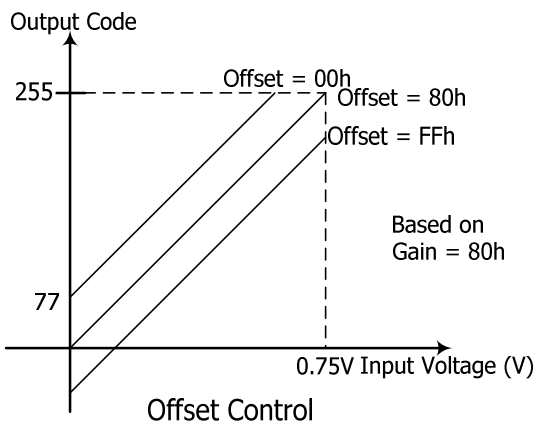 Output Code
Offset = 00h
255
Offset = 80h
Offset = FFh
Based on
Gain = 80h
77
0.75V Input Voltage (V)
Offset Control